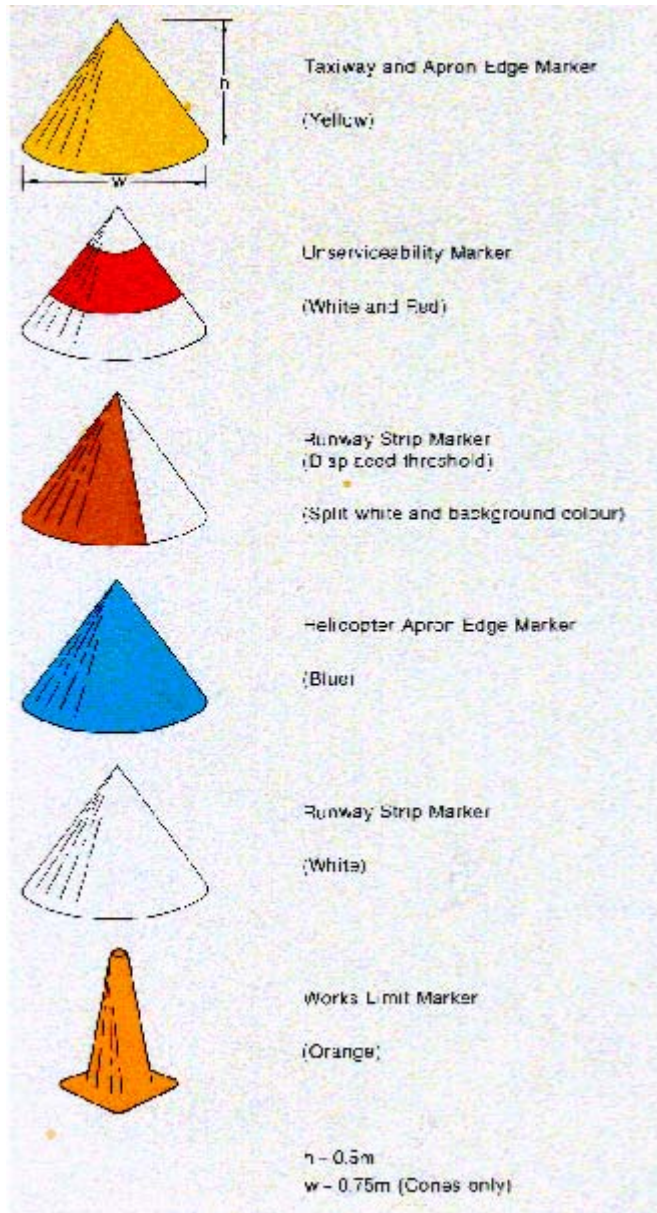 h
w
Taxiway and Apron Edge Marker
(Yellow)
Unserviceability Marker
(White and Red)
Runway Strip Marker
(Displaced threshold)
(Split white and background colour)
Helicopter Apron Edge Marker
(Blue)
Runway Strip Marker
(White)
Works Limit Marker
(Orange)
h - 0.5m
w - 0.75m (Cones only)